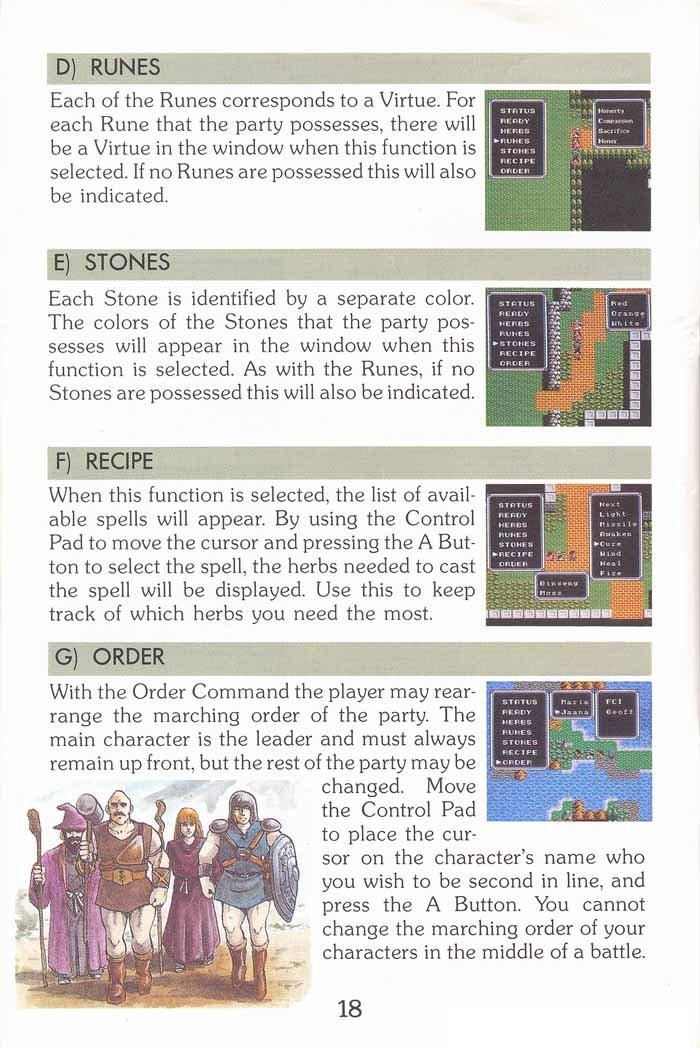 D) RUNES
Each of the Runes corresponds to a Virtue. For
each Rune that the party possesses, there will
be a Virtue in the window when this function is
selected. If no Runes are possessed this will also
be indicated.
STATUS
READY
HERBS
RUNES
STONES
RECIPE
ORDER
Honesty
Compassion
Sacrifice
Honor
E) STONES
Each Stone is identified by a separate color.
The colors of the Stones that the party pos-
sesses will appear in the window when this
function is selected. As with the Runes, if no
Stones are possessed this will also be indicated.
STATUS
READY
HERBS
RUNES
STONES
RECIPE
ORDER
Red
Orange
White
F) RECIPE
When this function is selected, the list of avail-
able spells will appear. By using the Control
Pad to move the cursor and pressing the A But-
ton to select the spell, the herbs needed to cast
the spell will be displayed. Use this to keep
track of which herbs you need the most.
STATUS
READY
HERBS
RUNES
STONES
RECIPE
ORDER
Next
Light
Missile
Awaken
Cure
Wind
Heal
Fire
Ginseng
Moss
G) ORDER
With the Order Command the player may rear-
range the marching order of the party. The
main character is the leader and must always
remain up front, but the rest of the party may be
changed. Move
the Control Pad
to place the cur-
sor on the character's name who
you wish to be second in line, and
press the A Button. You cannot
change the marching order of your
characters in the middle of a battle.
STATUS
READY
HERBS
RUNES
STONES
RECIPE
ORDER
Maria
Jaana
FCI
Geoff
18